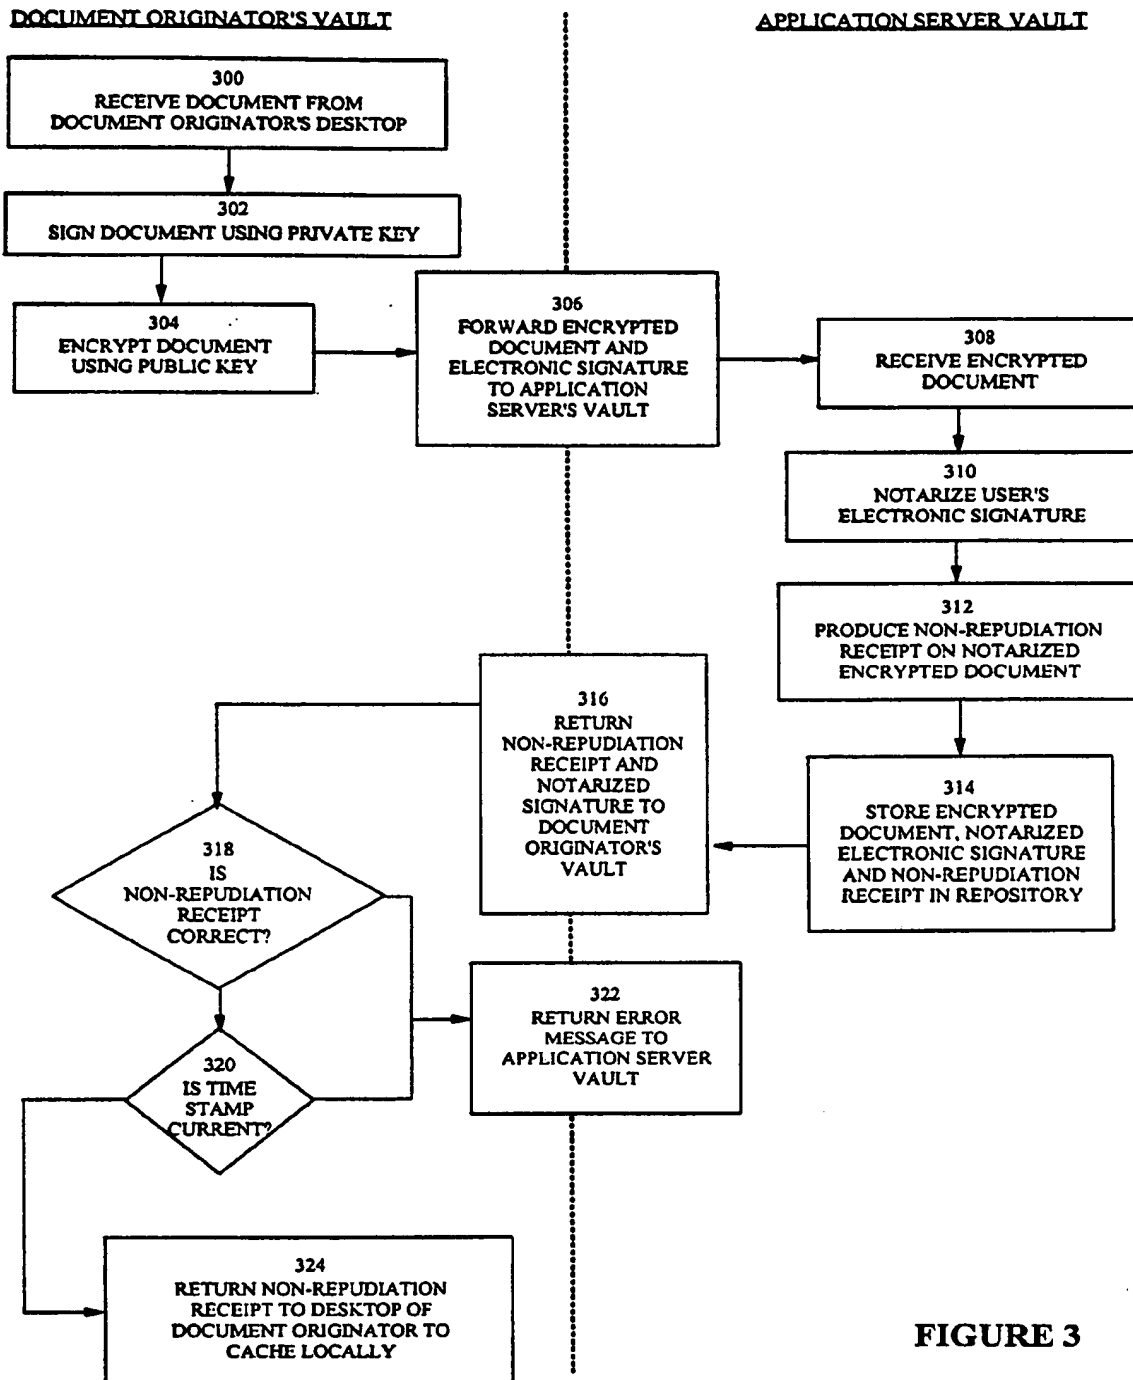 DOCUMENT ORIGINATOR'S VAULT
APPLICATION SERVER VAULT
300
RECEIVE DOCUMENT FROM
DOCUMENT ORIGINATOR'S DESKTOP
302
SIGN DOCUMENT USING PRIVATE KEY
304
ENCRYPT DOCUMENT
USING PUBLIC KEY
306
FORWARD ENCRYPTED
DOCUMENT AND
ELECTRONIC SIGNATURE
TO APPLICATION
SERVER'S VAULT
308
RECEIVE ENCRYPTED
DOCUMENT
310
NOTARIZE USER'S
ELECTRONIC SIGNATURE
312
PRODUCE NON-REPUDIATION
RECEIPT ON NOTARIZED
ENCRYPTED DOCUMENT
314
STORE ENCRYPTED
DOCUMENT, NOTARIZED
ELECTRONIC SIGNATURE
AND NON-REPUDIATION
RECEIPT IN REPOSITORY
316
RETURN
NON-REPUDIATION
RECEIPT AND
NOTARIZED
SIGNATURE TO
DOCUMENT
ORIGINATOR'S
VAULT
318
IS
NON-REPUDIATION
RECEIPT
CORRECT?
320
IS TIME
STAMP
CURRENT?
322
RETURN ERROR
MESSAGE TO
APPLICATION SERVER
VAULT
324
RETURN NON-REPUDIATION
RECEIPT TO DESKTOP OF
DOCUMENT ORIGINATOR TO
CACHE LOCALLY
FIGURE 3